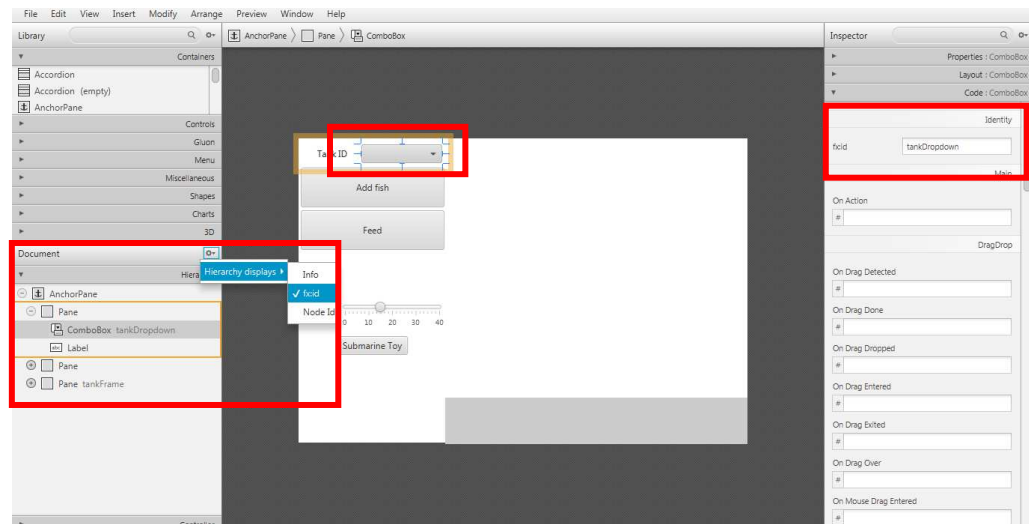 File Edit View Insert Modify Arrange Preview Window Help
Library
AnchorPane Pane ComboBox
Inspector
Containers
Accordion
Accordion (empty)
AnchorPane
Controls
Gluon
Menu
Miscellaneous
Shapes
Charts
3D
Document
Hierarchy displays
Info
✓ fx:id
Node Id
AnchorPane
Pane
ComboBox tankDropdown
abc Label
Pane
Pane tankFrame
Tank ID
Add fish
Feed
0 10 20 30 40
Submarine Toy
Properties : ComboBox
Layout : ComboBox
Code : ComboBox
Identity
fx:id tankDropdown
Main
On Action
#
DragDrop
On Drag Detected
#
On Drag Done
#
On Drag Dropped
#
On Drag Entered
#
On Drag Exited
#
On Drag Over
#
On Mouse Drag Entered
#